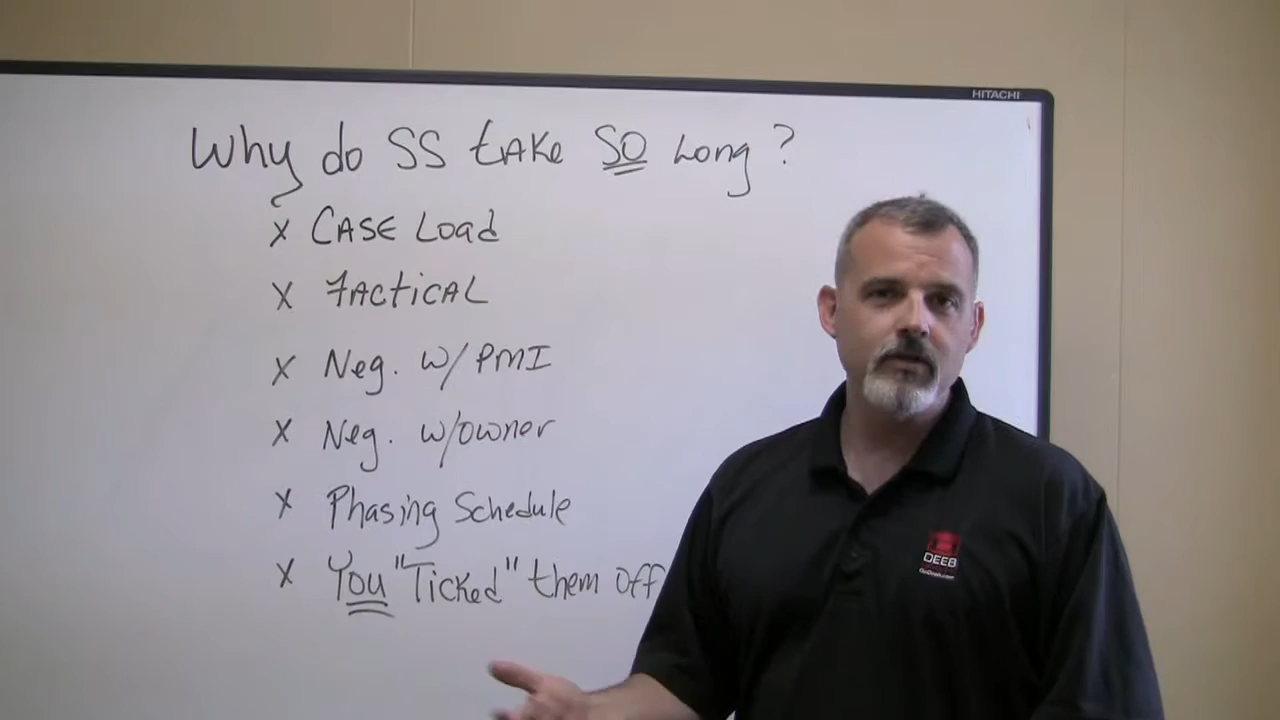 HITACHI
Why do SS take SO Long?
x Case Load
x Tactical
x Neg. w/ PMI
x Neg. w/owner
x Phasing Schedule
x You "Ticked" them off
DEEB